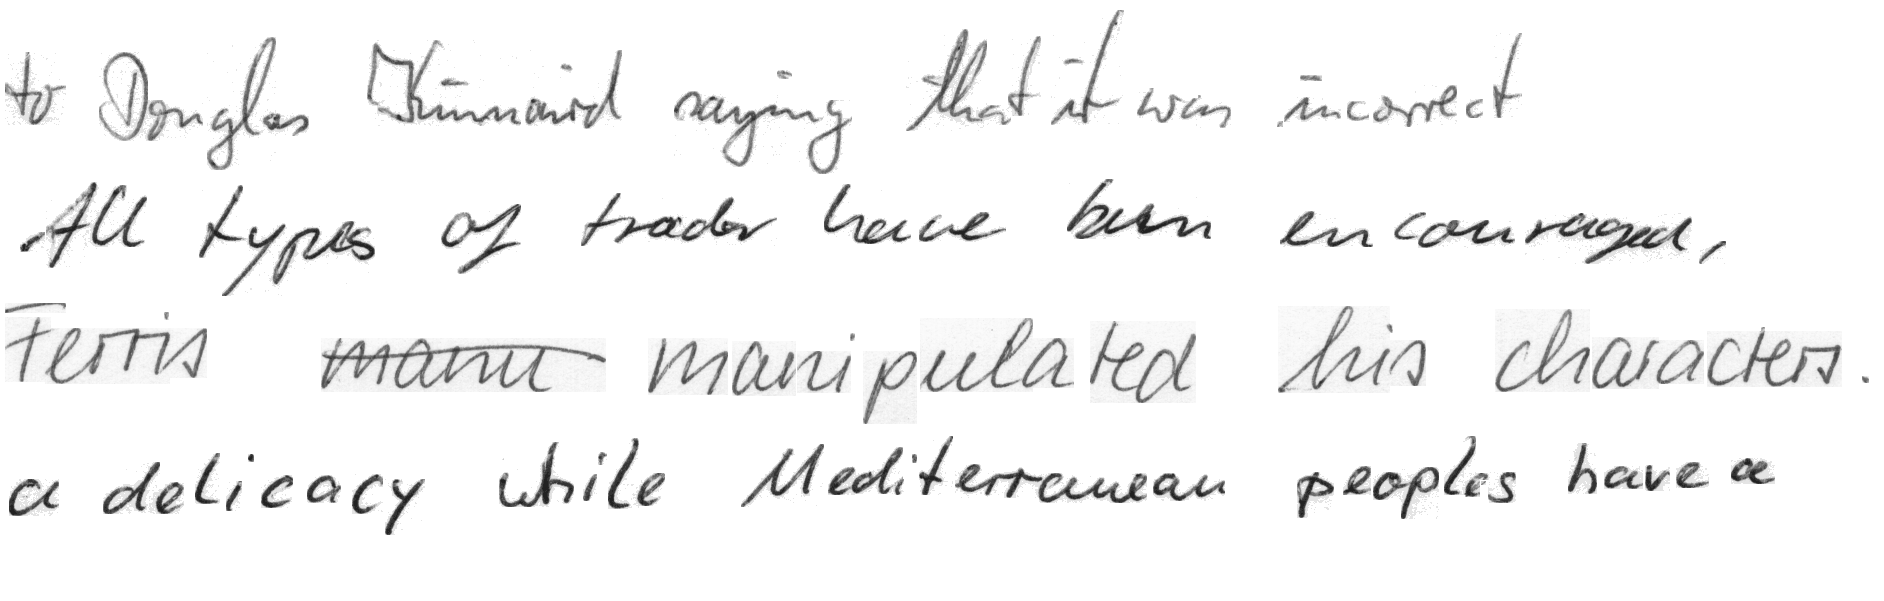 to Douglas Kinnaird saying that it was incorrect
All types of trader have been encouraged,
Ferris manipulated his characters.
a delicacy while Mediterranean peoples have a